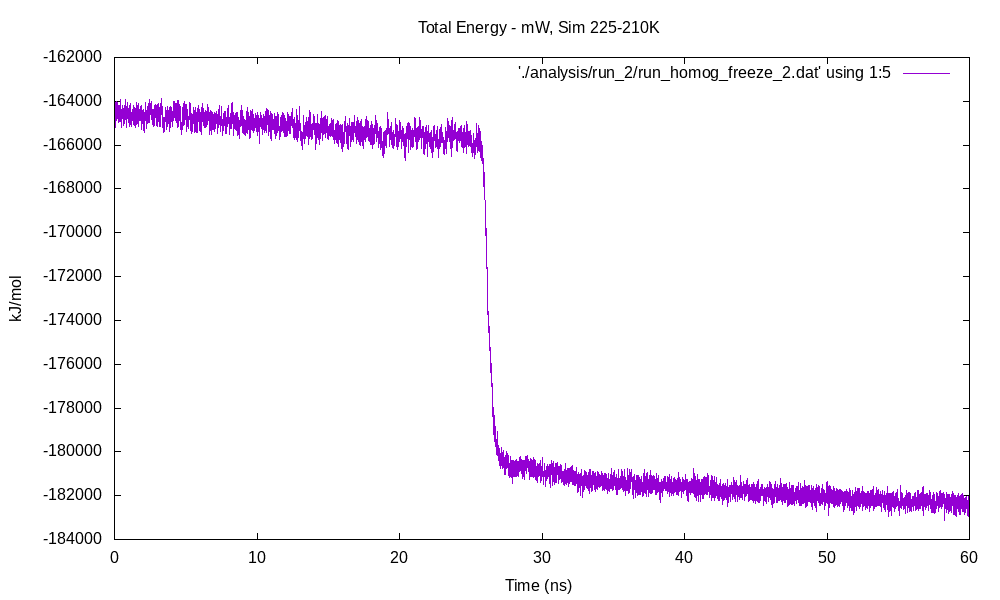 Total Energy - mW, Sim 225-210K
'./analysis/run_2/run_homog_freeze_2.dat' using 1:5
-162000
-164000
-166000
-168000
-170000
-172000
-174000
-176000
-178000
-180000
-182000
-184000
kJ/mol
0 10 20 30 40 50 60
Time (ns)